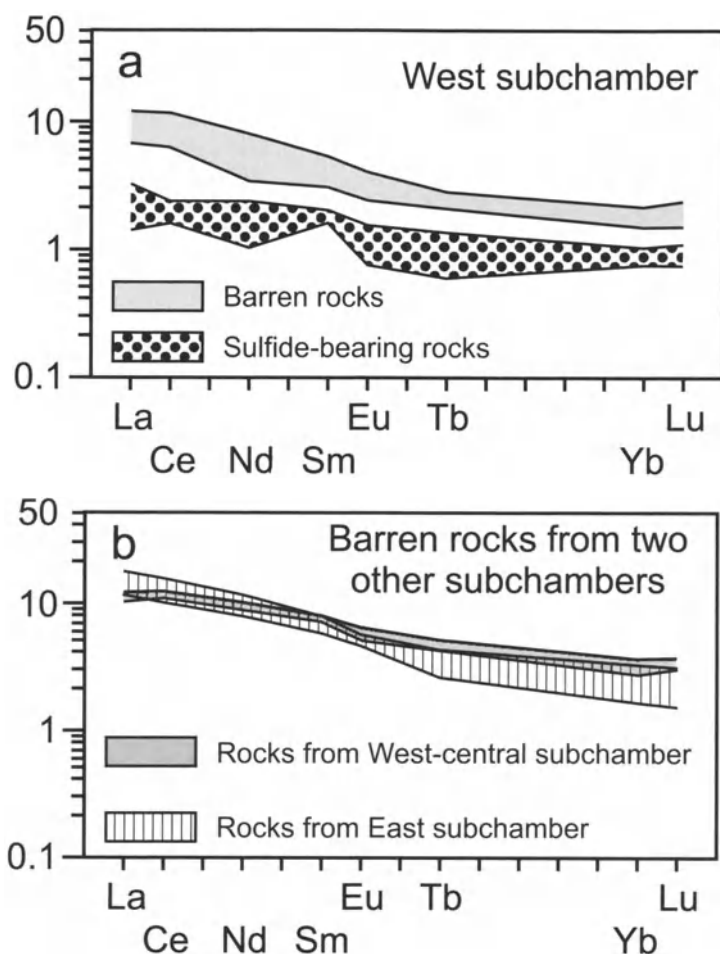 50
a
West subchamber
10
1
Barren rocks
Sulfide-bearing rocks
0.1
La Eu Tb Lu
Ce Nd Sm Yb
50
b
Barren rocks from two
other subchambers
10
1
Rocks from West-central subchamber
Rocks from East subchamber
0.1
La Eu Tb Lu
Ce Nd Sm Yb